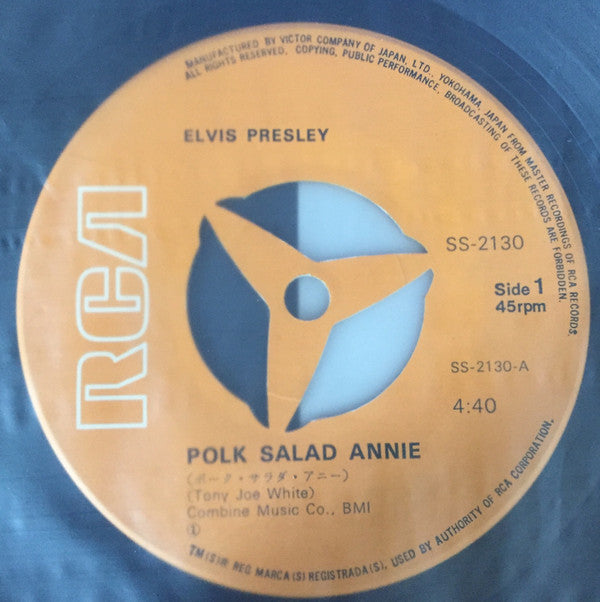 MANUFACTURED BY VICTOR COMPANY OF JAPAN, LTD., YOKOHAMA, JAPAN FROM MASTER RECORDINGS OF RCA RECORDS.
ALL RIGHTS RESERVED. COPYING, PUBLIC PERFORMANCE, BROADCASTING OF THESE RECORDS ARE FORBIDDEN.
ELVIS PRESLEY
RCA
SS-2130
Side 1
45rpm
SS-2130-A
4:40
POLK SALAD ANNIE
(ポーク・サラダ・アニー)
(Tony Joe White)
Combine Music Co., BMI
①
TM(S)® REG MARCA(S) REGISTRADA(S), USED BY AUTHORITY OF RCA CORPORATION.